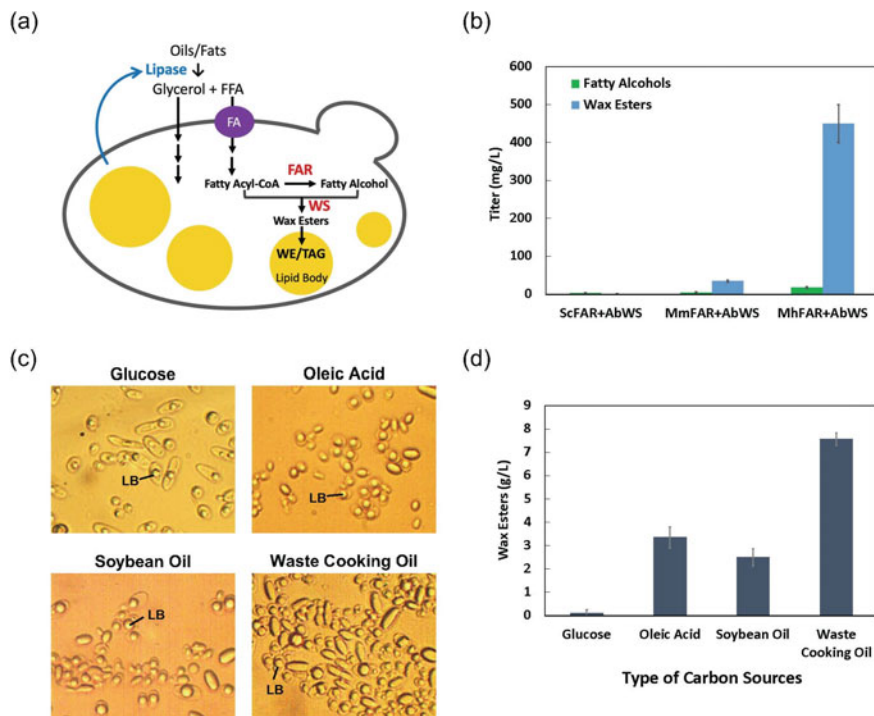 (a)
Oils/Fats
Lipase
Glycerol + FFA
FA
FAR
Fatty Acyl-CoA
Fatty Alcohol
WS
Wax Esters
WE/TAG
Lipid Body
(b)
600
500
400
300
200
100
0
Titer (mg/L)
Fatty Alcohols
Wax Esters
ScFAR+AbWS MmFAR+AbWS MhFAR+AbWS
(c)
Glucose
LB
Oleic Acid
LB
Soybean Oil
LB
Waste Cooking Oil
LB
(d)
9
8
7
6
5
4
3
2
1
0
Wax Esters (g/L)
Glucose Oleic Acid Soybean Oil Waste
Cooking Oil
Type of Carbon Sources